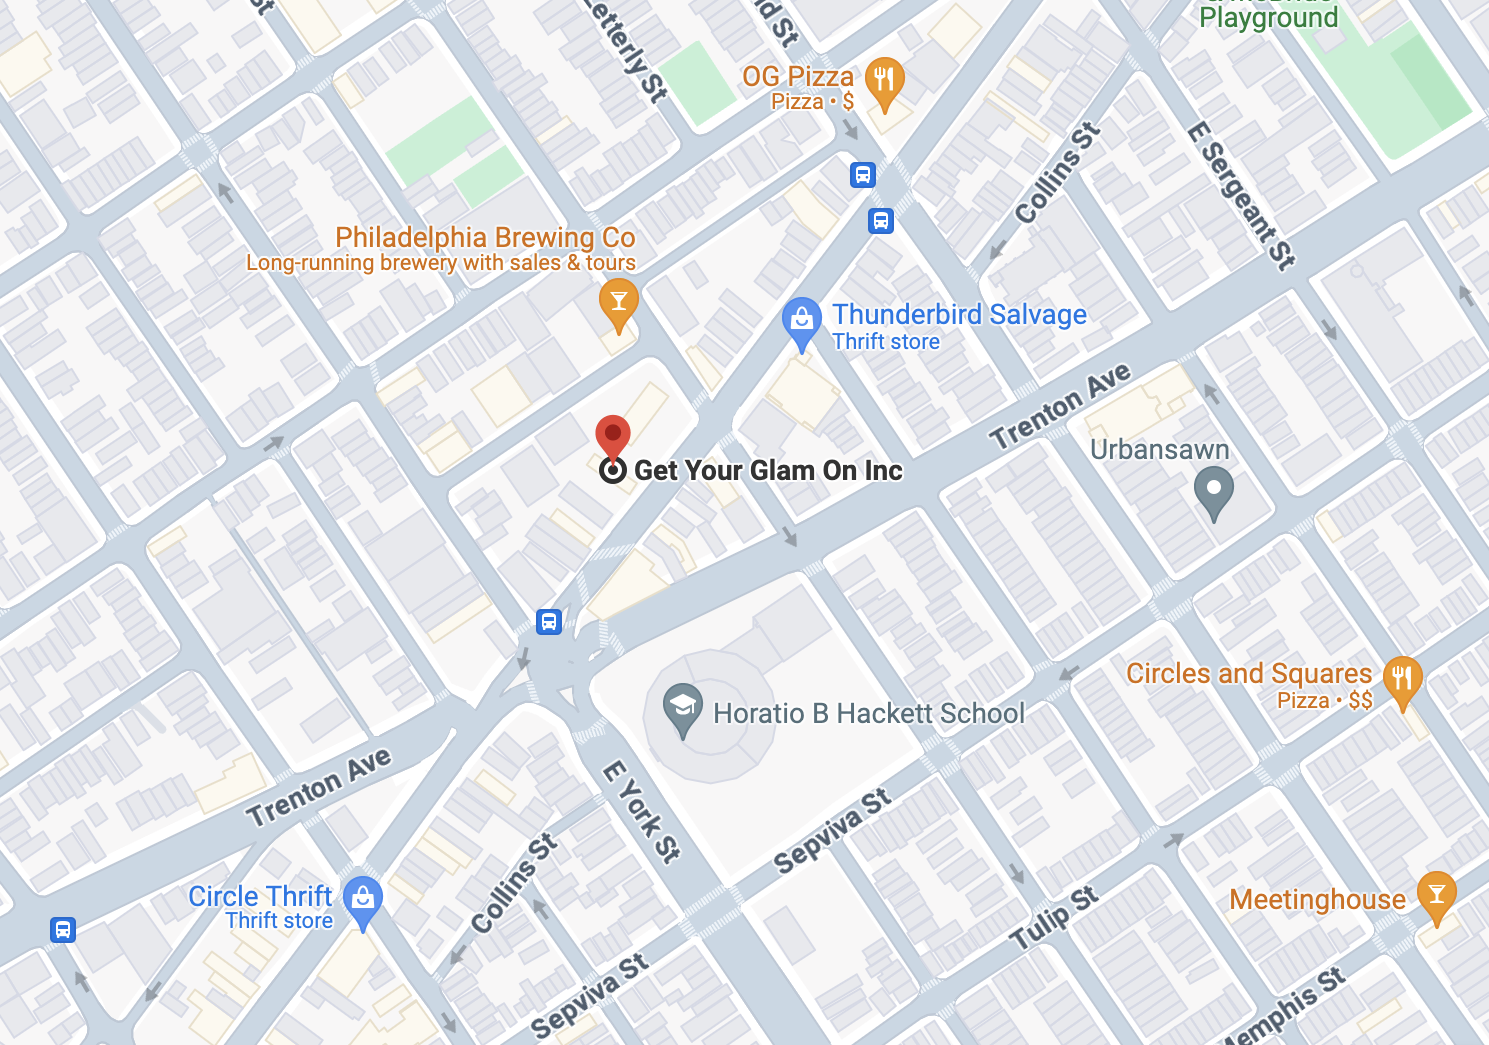 St
Letterly St
St
Playground
OG Pizza
Pizza • $
Collins St
E Sergeant St
Philadelphia Brewing Co
Long-running brewery with sales & tours
Thunderbird Salvage
Thrift store
Trenton Ave
Urbansawn
Get Your Glam On Inc
Circles and Squares
Pizza • $$
Horatio B Hackett School
Trenton Ave
E York St
Sepviva St
Collins St
Circle Thrift
Thrift store
Tulip St
Meetinghouse
Sepviva St
Memphis St